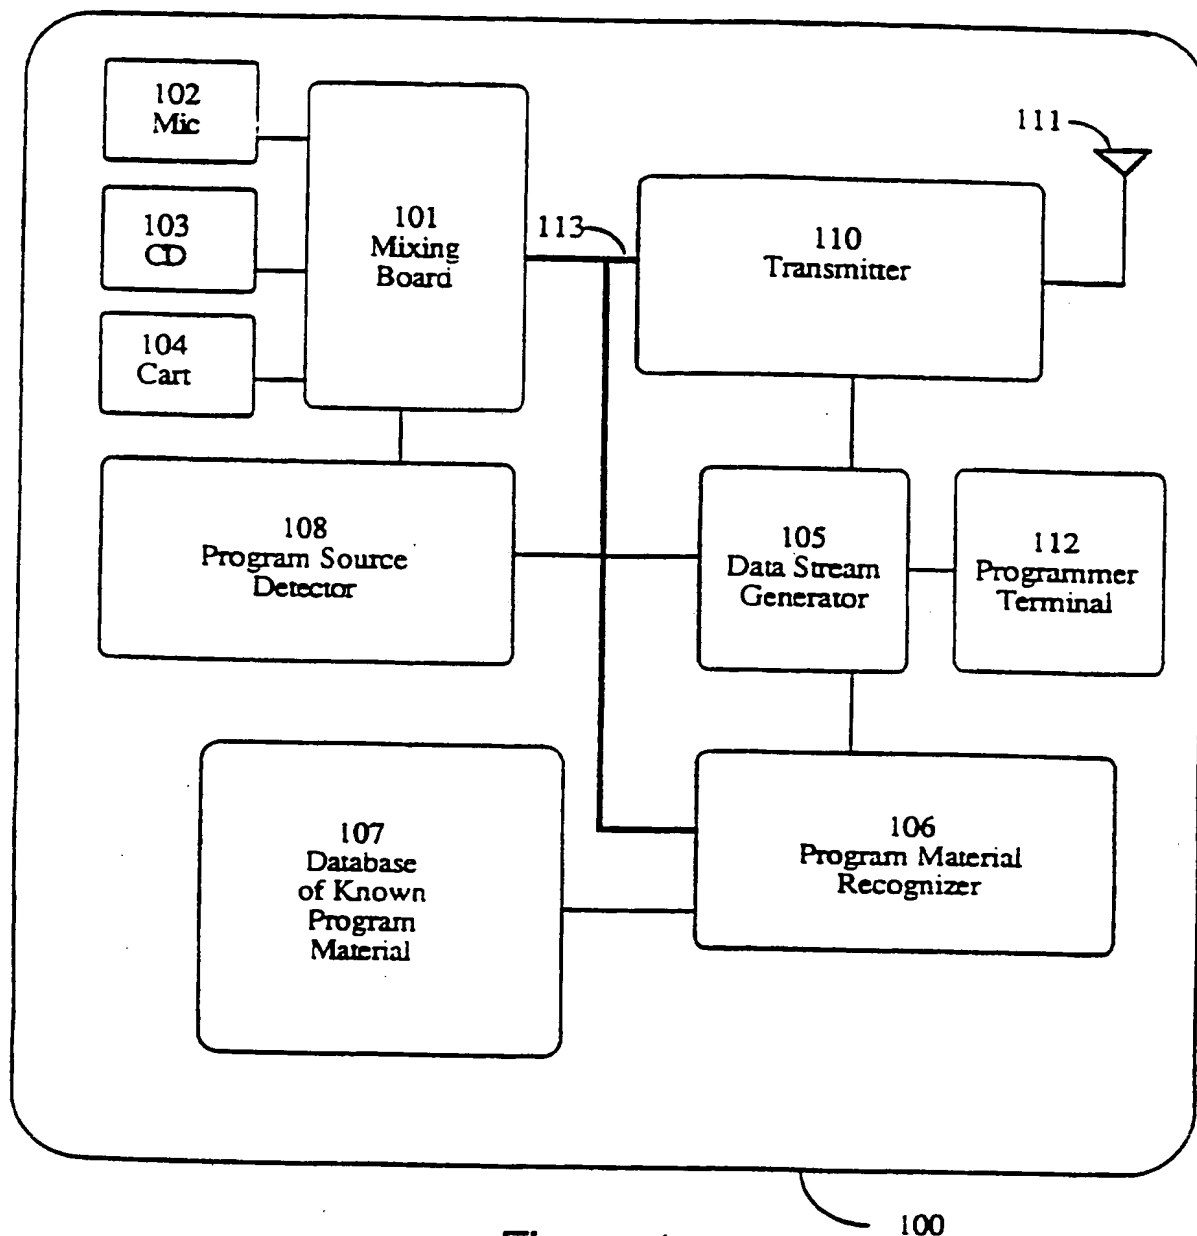 102
Mic
103
CD
104
Cart
101
Mixing
Board
113
111
110
Transmitter
108
Program Source
Detector
105
Data Stream
Generator
112
Programmer
Terminal
107
Database
of Known
Program
Material
106
Program Material
Recognizer
100